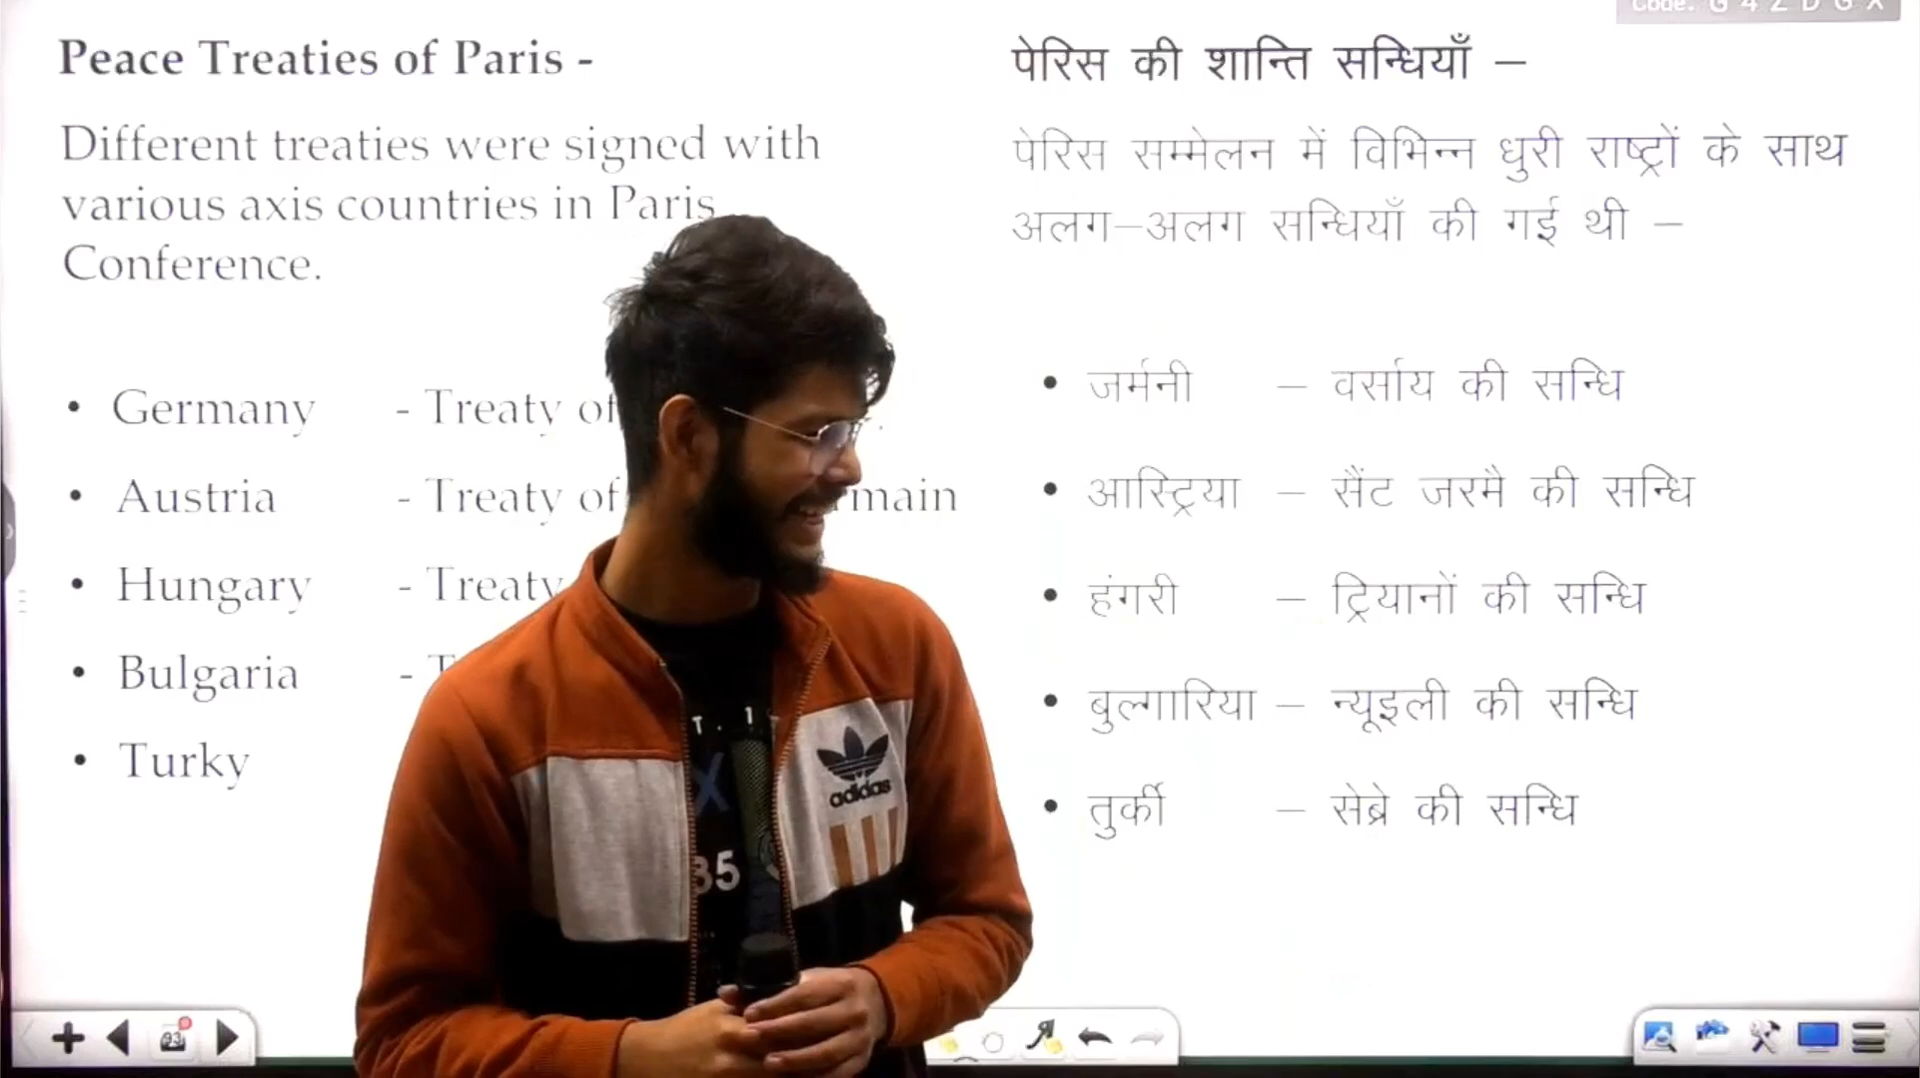 Peace Treaties of Paris -
Different treaties were signed with
various axis countries in Paris
Conference.
• Germany - Treaty of
• Austria - Treaty of main
• Hungary - Treaty
• Bulgaria -
• Turky
पेरिस की शान्ति सन्धियाँ –
पेरिस सम्मेलन में विभिन्न धुरी राष्ट्रों के साथ
अलग–अलग सन्धियाँ की गई थी –
• जर्मनी – वर्साय की सन्धि
• आस्ट्रिया – सैंट जरमै की सन्धि
• हंगरी – ट्रियानों की सन्धि
• बुल्गारिया – न्यूइली की सन्धि
• तुर्की – सेब्रे की सन्धि
adidas
35
93